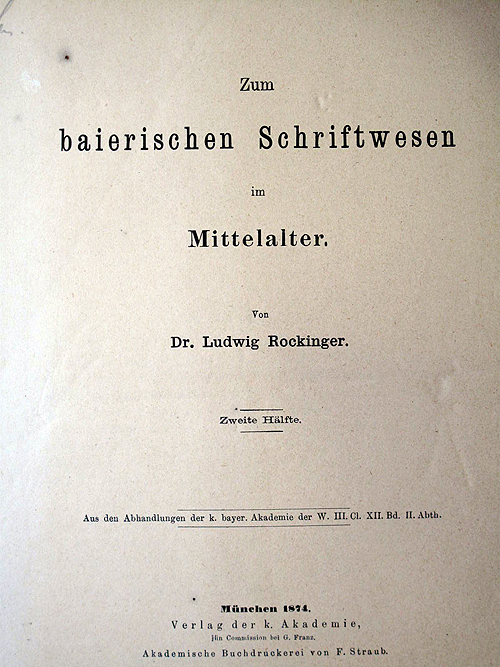 Zum
baierischen Schriftwesen
im
Mittelalter.
Von
Dr. Ludwig Rockinger.
Zweite Hälfte.
Aus den Abhandlungen der k. bayer. Akademie der W. III. Cl. XII. Bd. II. Abth.
München 1874.
Verlag der k. Akademie,
in Commission bei G. Franz.
Akademische Buchdruckerei von F. Straub.